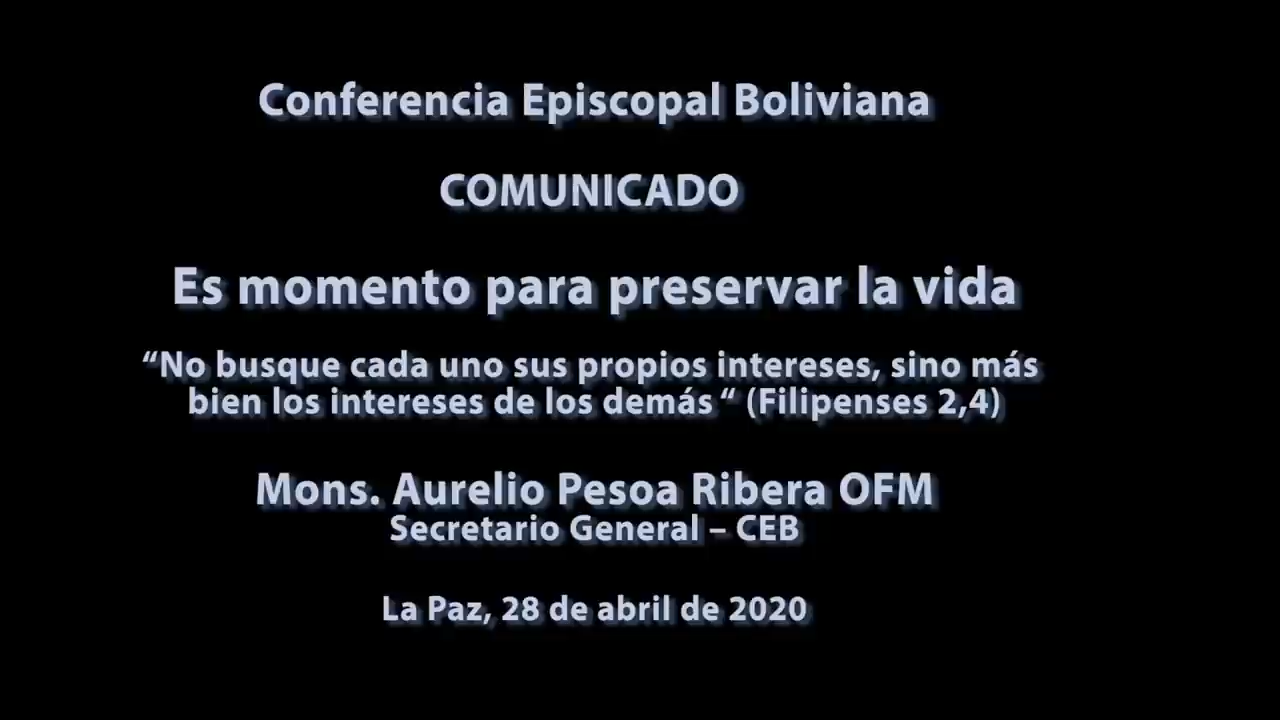 Conferencia Episcopal Boliviana
COMUNICADO
Es momento para preservar la vida
“No busque cada uno sus propios intereses, sino más
bien los intereses de los demás “ (Filipenses 2,4)
Mons. Aurelio Pesoa Ribera OFM
Secretario General – CEB
La Paz, 28 de abril de 2020